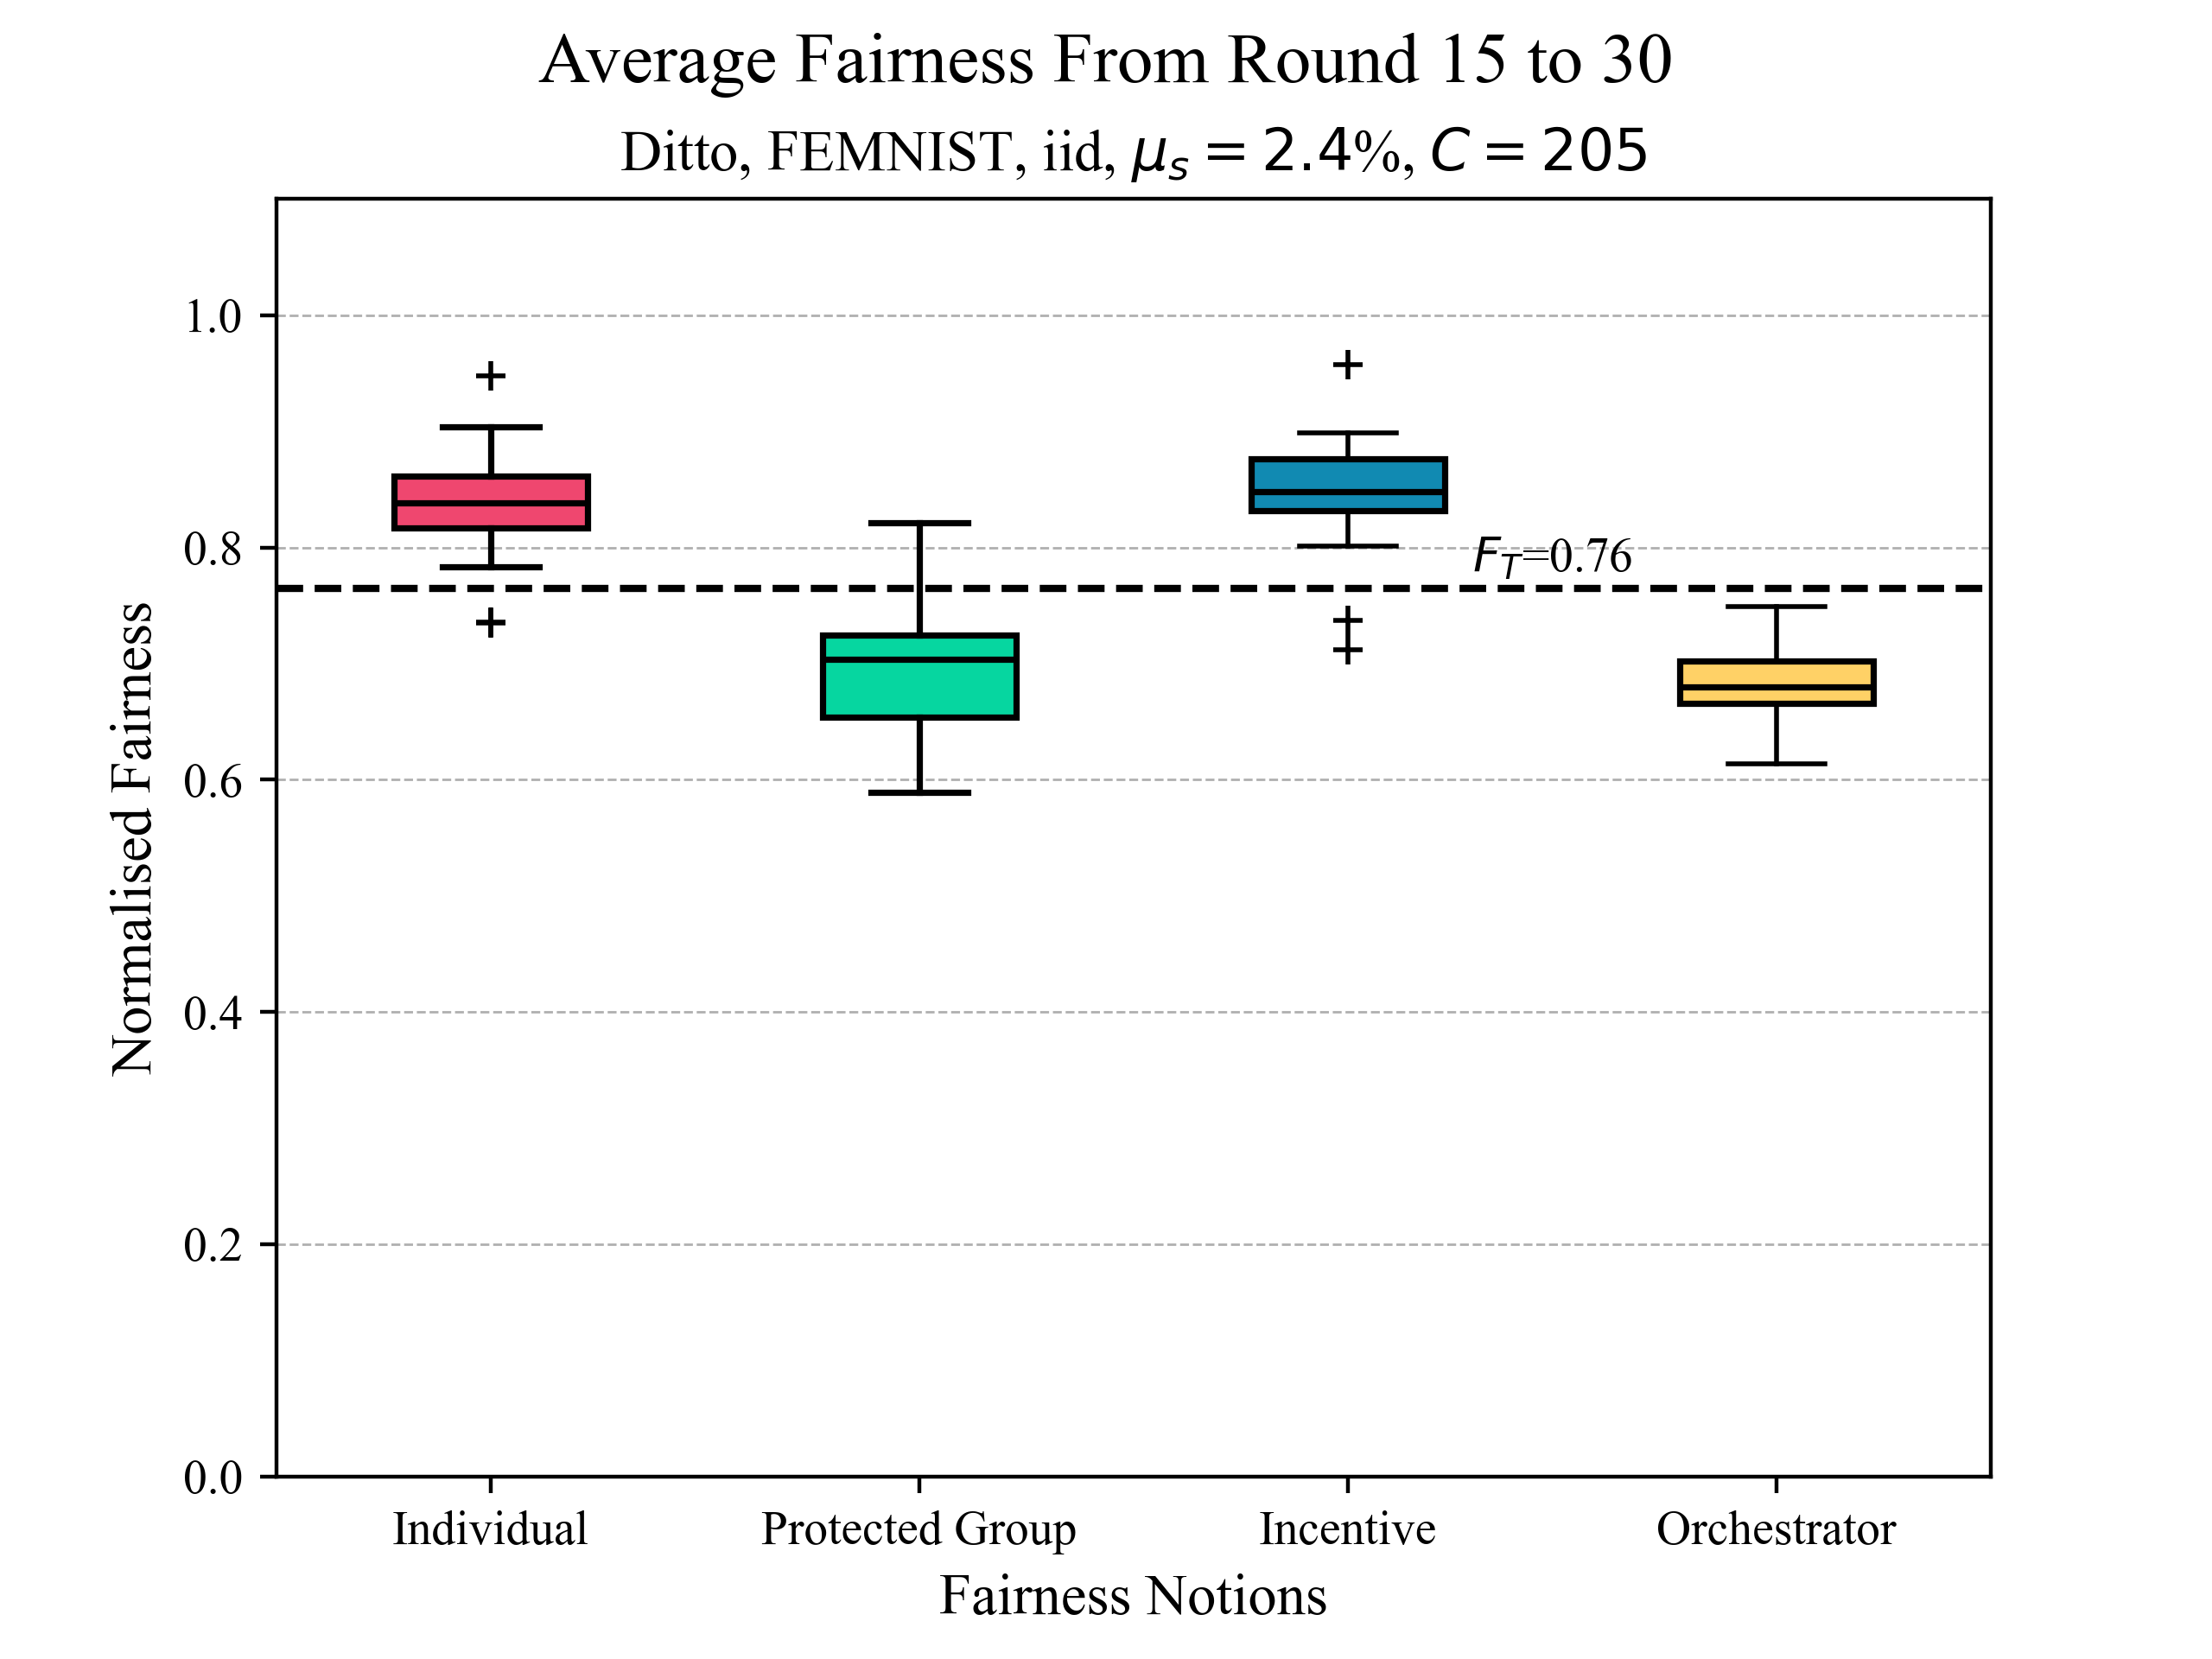 Average Fairness From Round 15 to 30
Ditto, FEMNIST, iid, μₛ = 2.4%, C = 205
1.0
0.8
0.6
0.4
0.2
0.0
Normalised Fairness
F_T=0.76
Individual
Protected Group
Incentive
Orchestrator
Fairness Notions